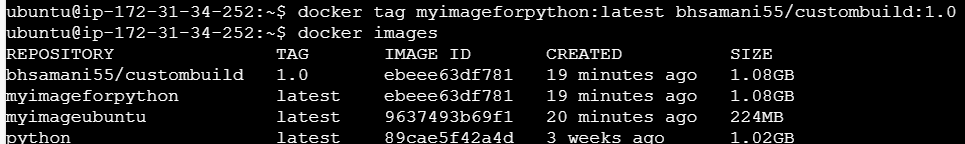 ubuntu@ip-172-31-34-252:~$ docker tag myimageforpython:latest bhsamani55/custombuild:1.0
ubuntu@ip-172-31-34-252:~$ docker images
REPOSITORY TAG IMAGE ID CREATED SIZE
bhsamani55/custombuild 1.0 ebeee63df781 19 minutes ago 1.08GB
myimageforpython latest ebeee63df781 19 minutes ago 1.08GB
myimageubuntu latest 9637493b69f1 20 minutes ago 224MB
python latest 89cae5f42a4d 3 weeks ago 1.02GB